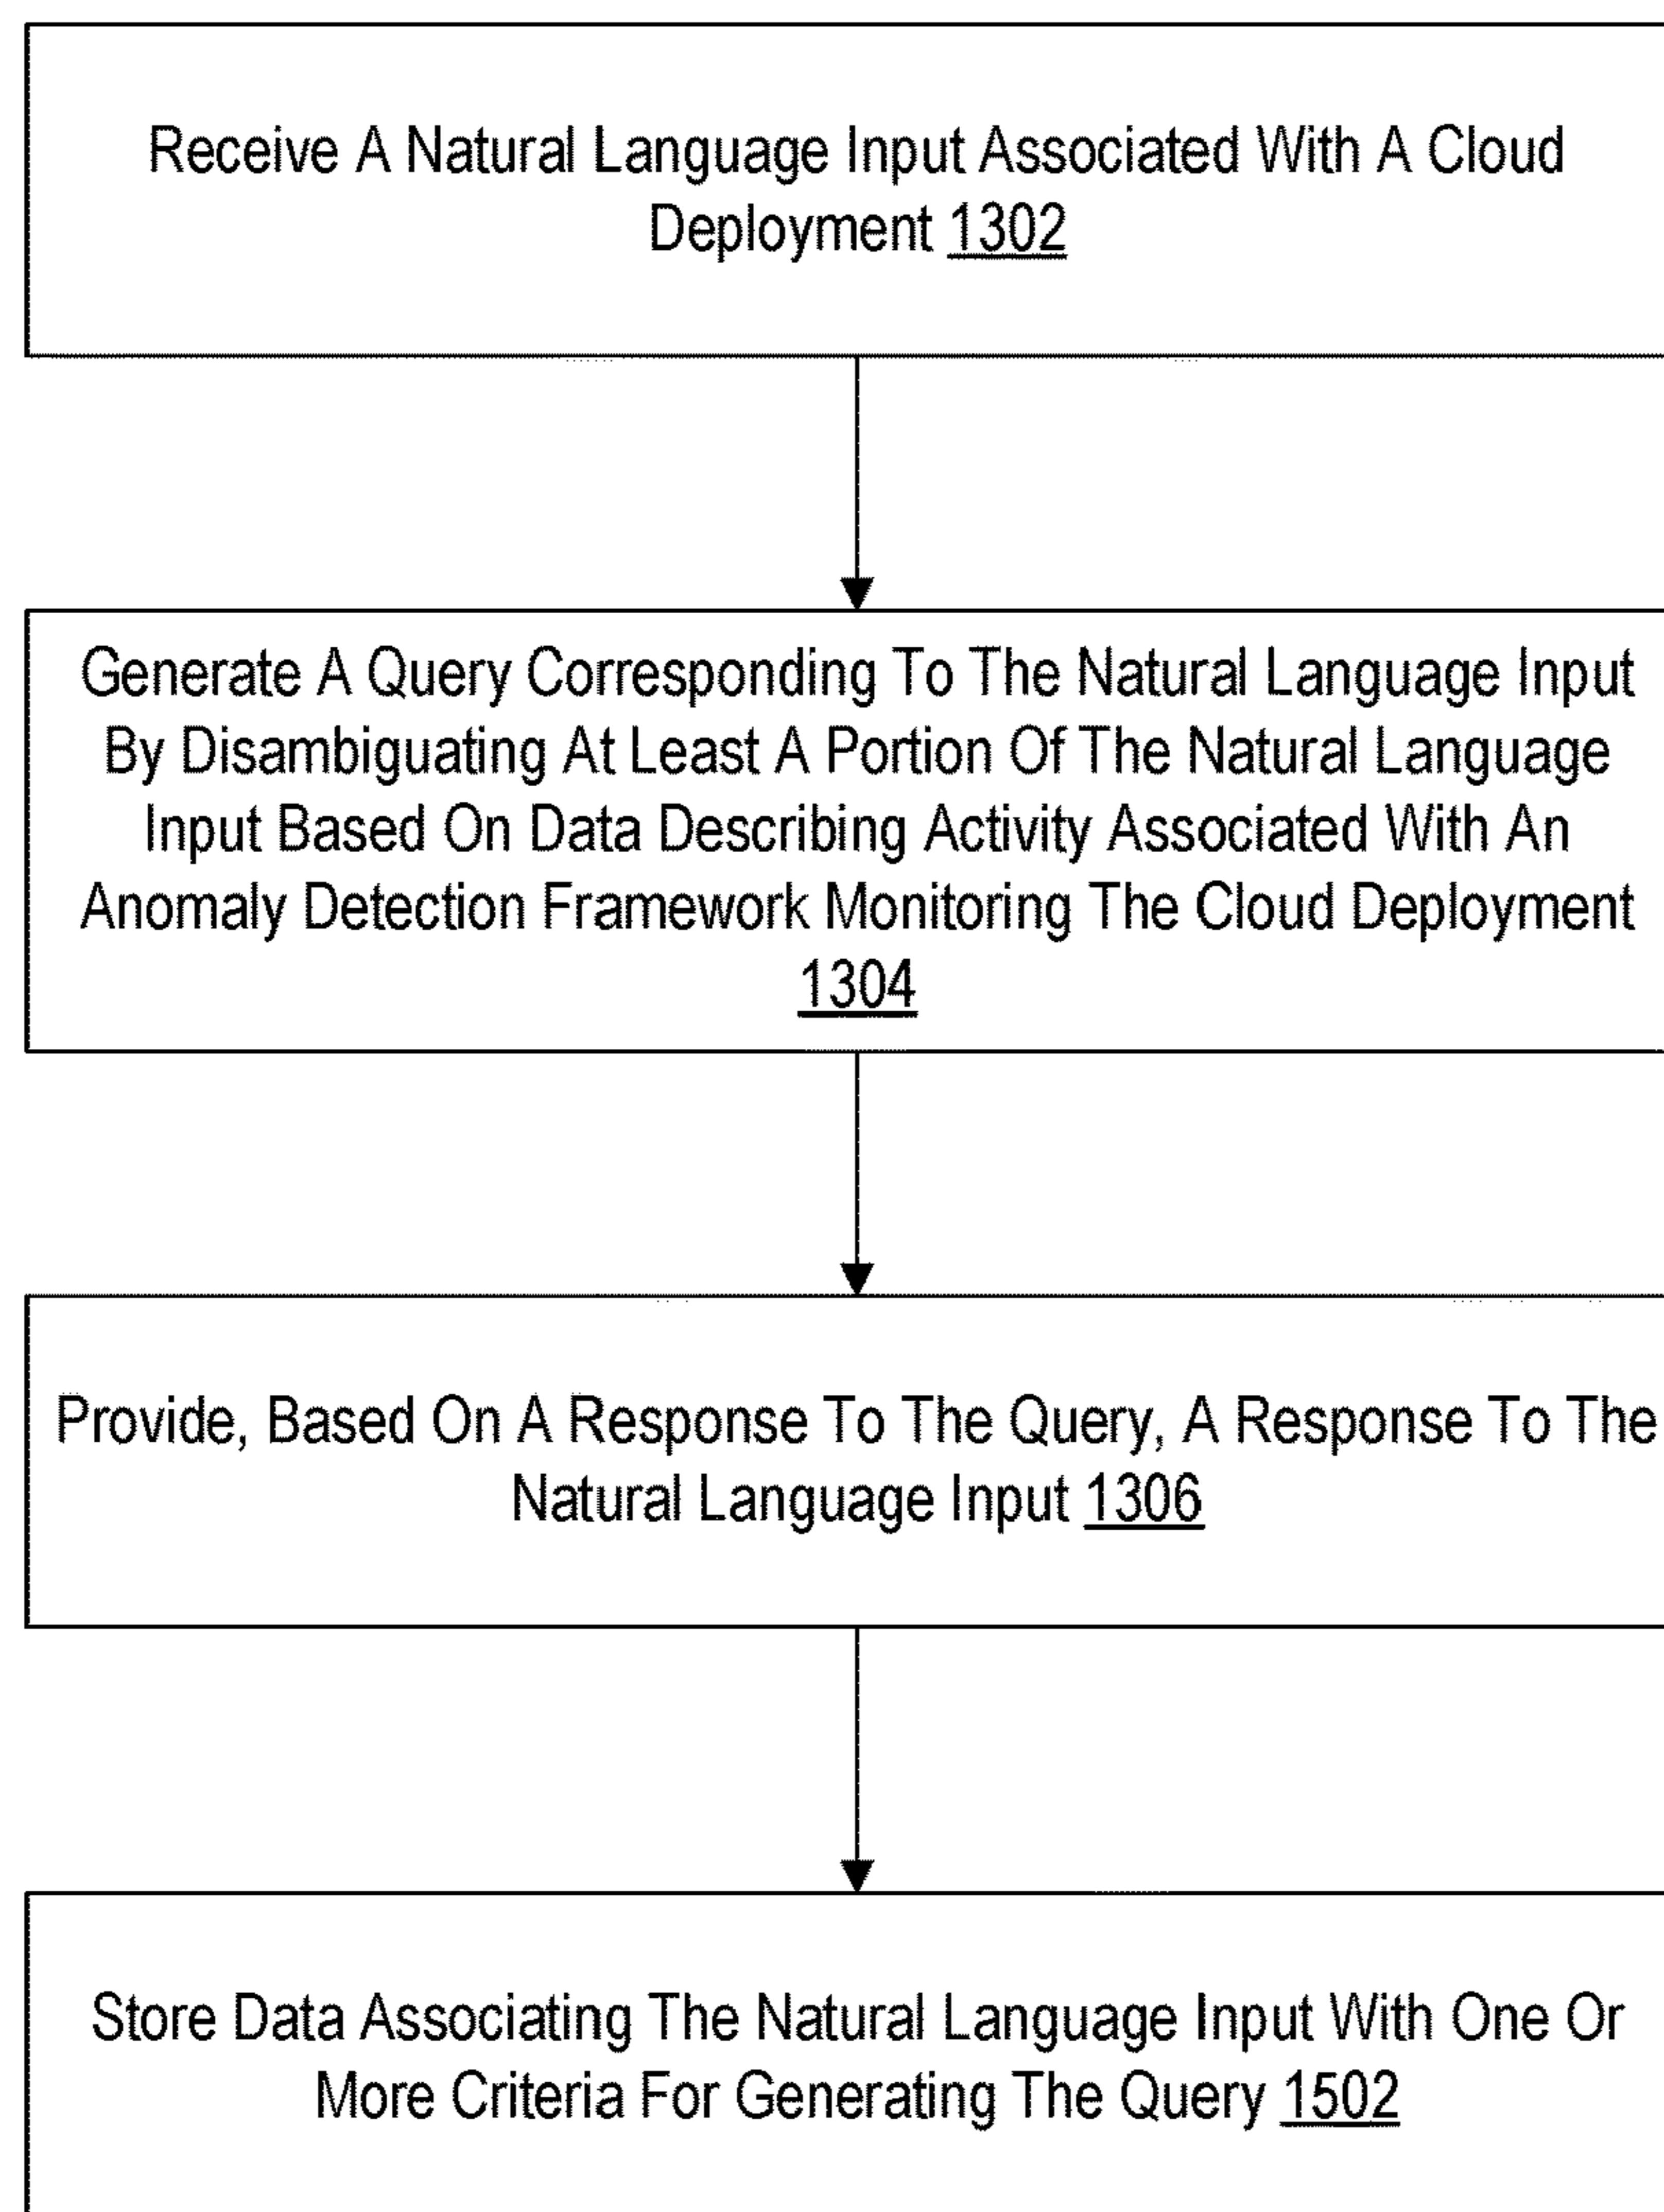 Receive A Natural Language Input Associated With A Cloud
Deployment 1302
Generate A Query Corresponding To The Natural Language Input
By Disambiguating At Least A Portion Of The Natural Language
Input Based On Data Describing Activity Associated With An
Anomaly Detection Framework Monitoring The Cloud Deployment
1304
Provide, Based On A Response To The Query, A Response To The
Natural Language Input 1306
Store Data Associating The Natural Language Input With One Or
More Criteria For Generating The Query 1502